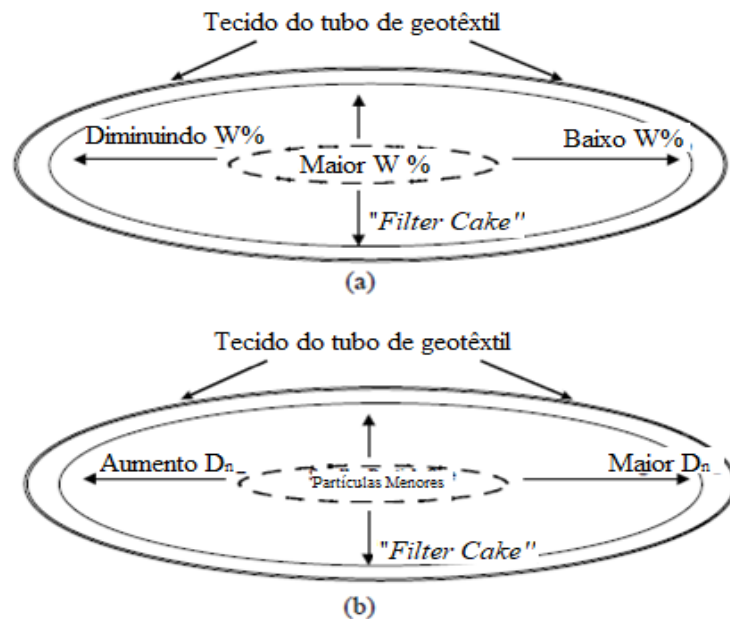 Tecido do tubo de geotêxtil
Diminuindo W%
Baixo W%
Maior W %
"Filter Cake"
(a)
Tecido do tubo de geotêxtil
Aumento Dn
Maior Dn
Partículas Menores
"Filter Cake"
(b)